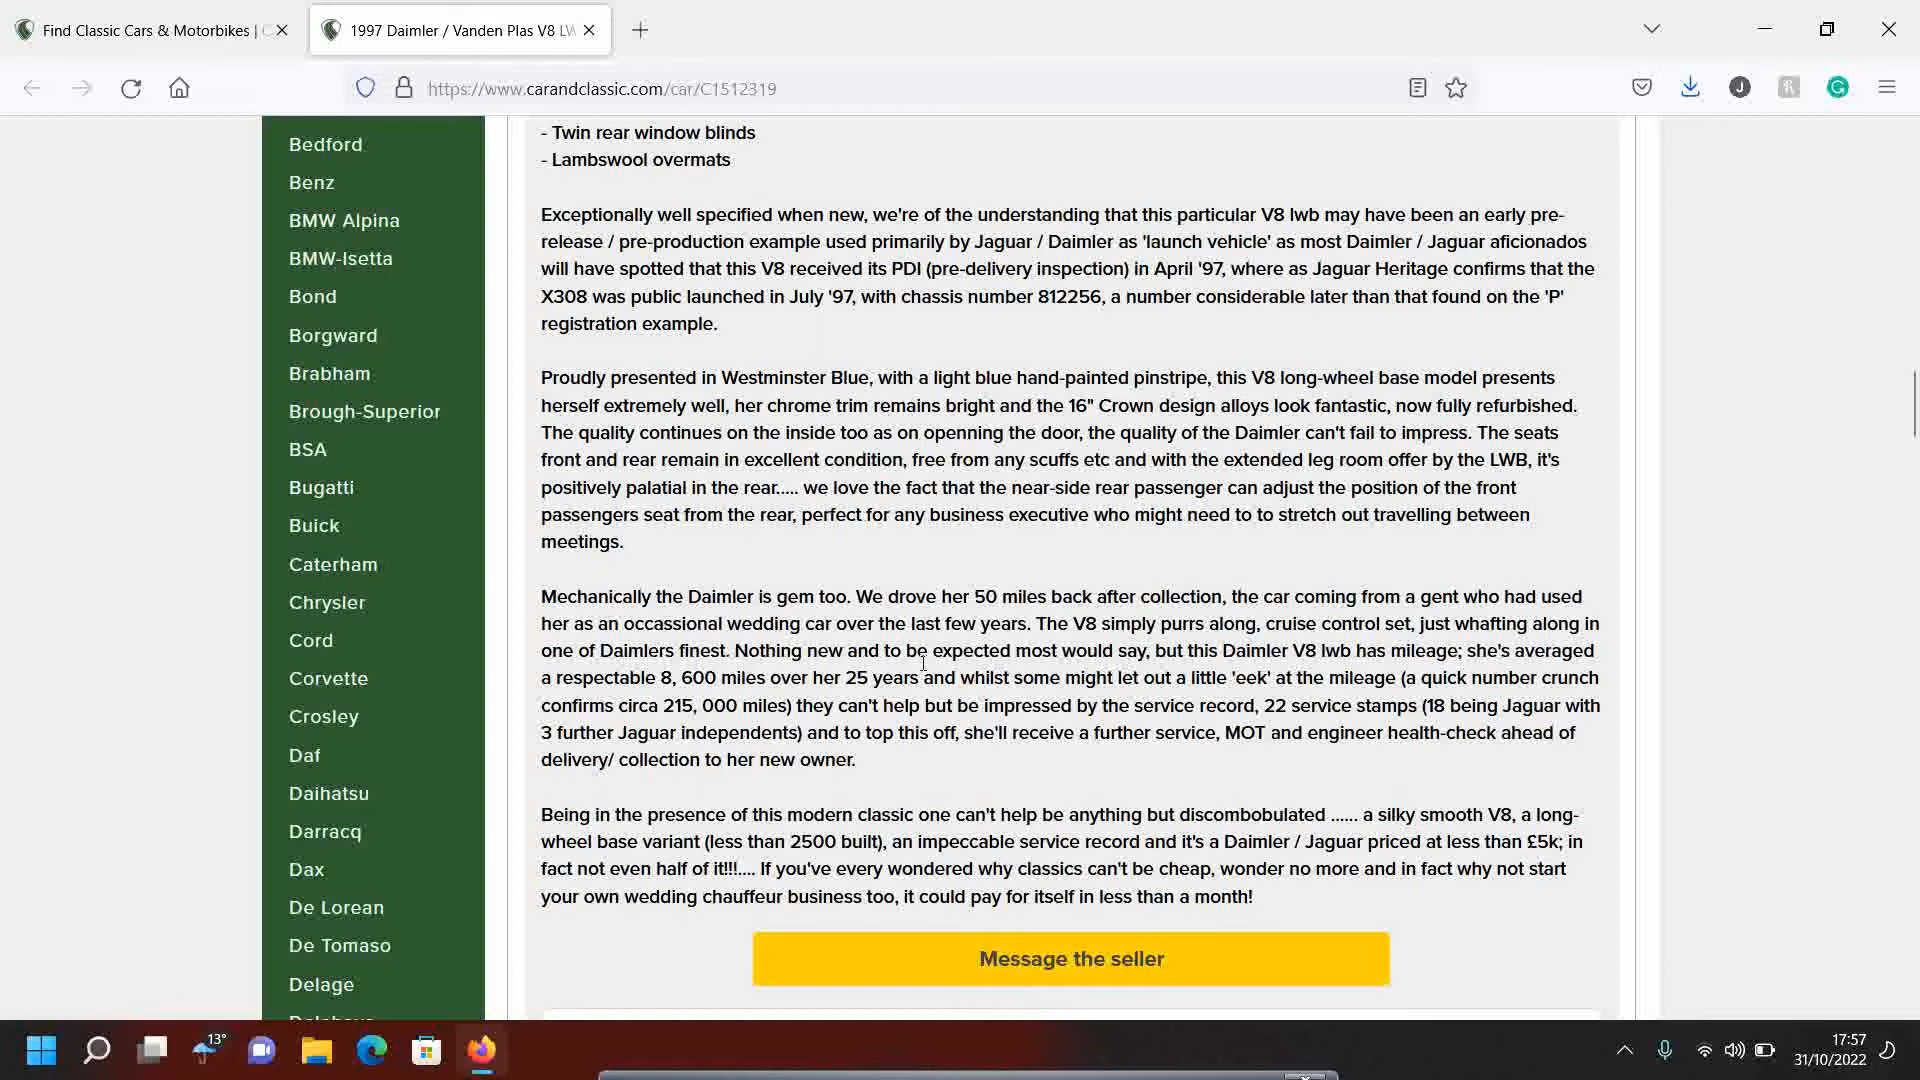 Find Classic Cars & Motorbikes | C
1997 Daimler / Vanden Plas V8 LW
https://www.carandclassic.com/car/C1512319
Bedford
Benz
BMW Alpina
BMW-Isetta
Bond
Borgward
Brabham
Brough-Superior
BSA
Bugatti
Buick
Caterham
Chrysler
Cord
Corvette
Crosley
Daf
Daihatsu
Darracq
Dax
De Lorean
De Tomaso
Delage
- Twin rear window blinds
- Lambswool overmats
Exceptionally well specified when new, we're of the understanding that this particular V8 lwb may have been an early pre-
release / pre-production example used primarily by Jaguar / Daimler as 'launch vehicle' as most Daimler / Jaguar aficionados
will have spotted that this V8 received its PDI (pre-delivery inspection) in April '97, where as Jaguar Heritage confirms that the
X308 was public launched in July '97, with chassis number 812256, a number considerable later than that found on the 'P'
registration example.
Proudly presented in Westminster Blue, with a light blue hand-painted pinstripe, this V8 long-wheel base model presents
herself extremely well, her chrome trim remains bright and the 16" Crown design alloys look fantastic, now fully refurbished.
The quality continues on the inside too as on openning the door, the quality of the Daimler can't fail to impress. The seats
front and rear remain in excellent condition, free from any scuffs etc and with the extended leg room offer by the LWB, it's
positively palatial in the rear..... we love the fact that the near-side rear passenger can adjust the position of the front
passengers seat from the rear, perfect for any business executive who might need to to stretch out travelling between
meetings.
Mechanically the Daimler is gem too. We drove her 50 miles back after collection, the car coming from a gent who had used
her as an occassional wedding car over the last few years. The V8 simply purrs along, cruise control set, just whafting along in
one of Daimlers finest. Nothing new and to be expected most would say, but this Daimler V8 lwb has mileage; she's averaged
a respectable 8, 600 miles over her 25 years and whilst some might let out a little 'eek' at the mileage (a quick number crunch
confirms circa 215, 000 miles) they can't help but be impressed by the service record, 22 service stamps (18 being Jaguar with
3 further Jaguar independents) and to top this off, she'll receive a further service, MOT and engineer health-check ahead of
delivery/ collection to her new owner.
Being in the presence of this modern classic one can't help be anything but discombobulated ...... a silky smooth V8, a long-
wheel base variant (less than 2500 built), an impeccable service record and it's a Daimler / Jaguar priced at less than £5k; in
fact not even half of it!!!.... If you've every wondered why classics can't be cheap, wonder no more and in fact why not start
your own wedding chauffeur business too, it could pay for itself in less than a month!
Message the seller
13°
17:57
31/10/2022